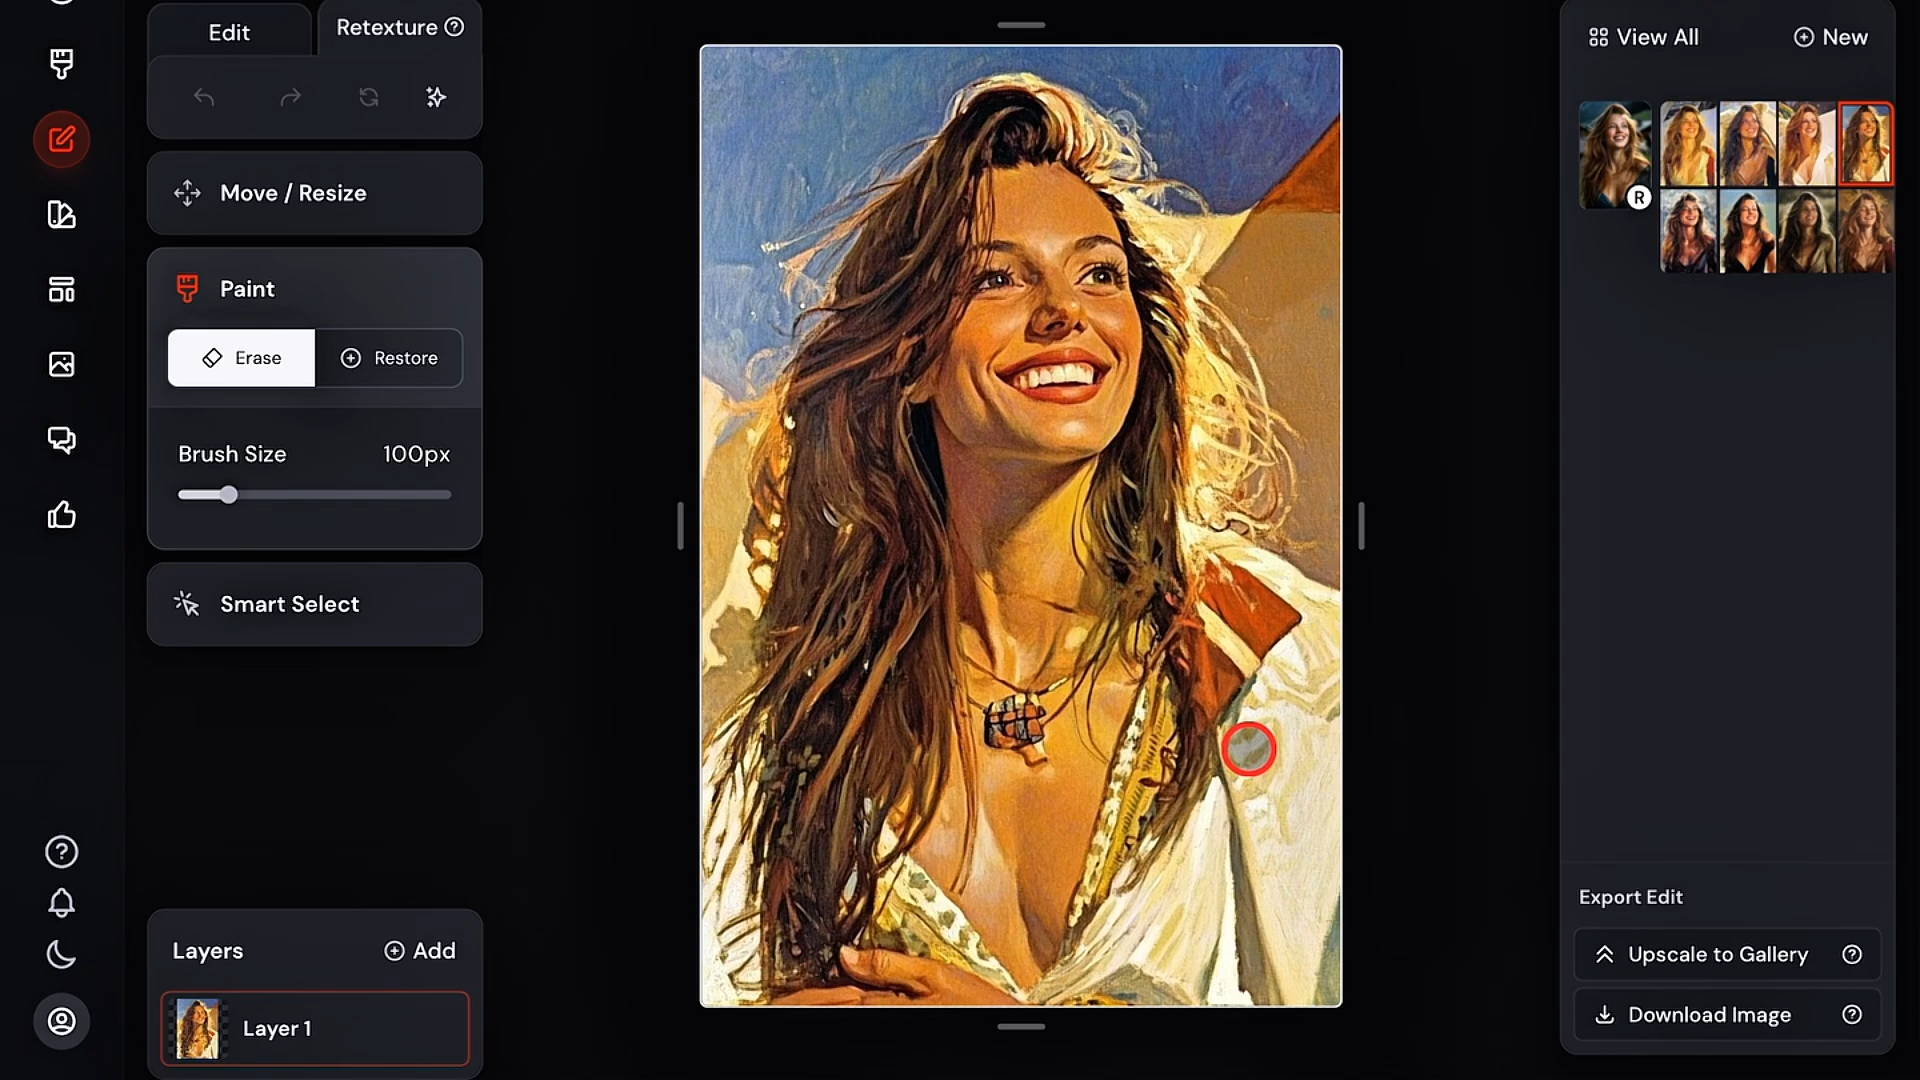 Edit
Retexture
Move / Resize
Paint
Erase
Restore
Brush Size 100px
Smart Select
Layers
Add
Layer 1
View All
New
R
Export Edit
Upscale to Gallery
Download Image